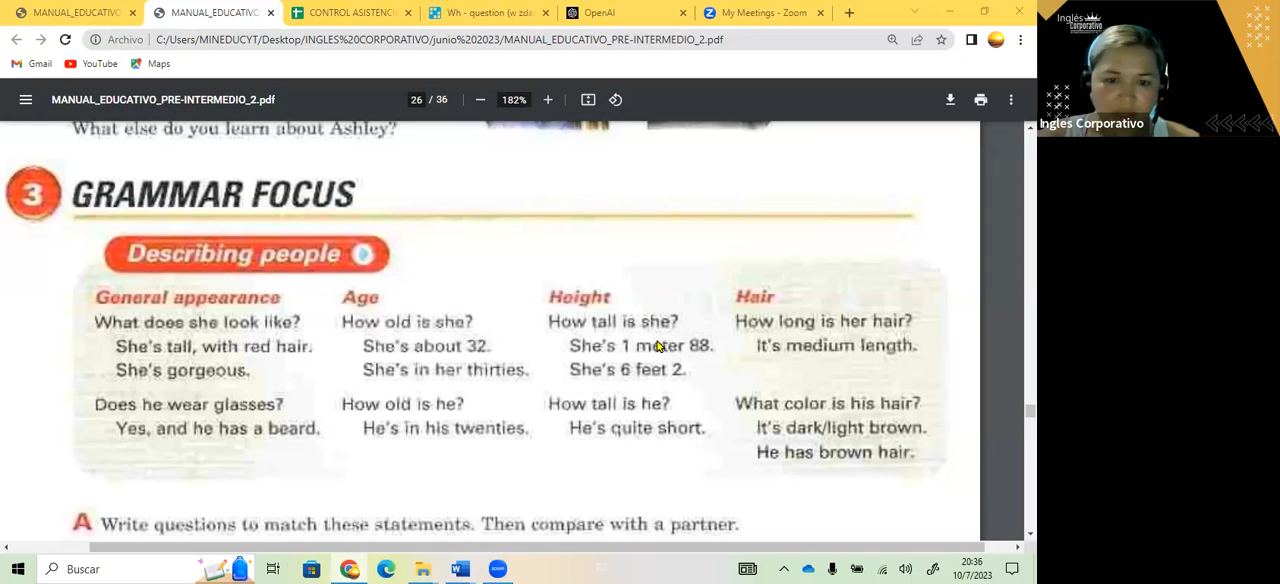 MANUAL_EDUCATIVO
MANUAL_EDUCATIVO
CONTROL ASISTENCI
Wh - question (w zda
OpenAI
My Meetings - Zoom
Archivo
C:/Users/MINEDUCYT/Desktop/INGLES%20CORPORATIVO/junio%202023/MANUAL_EDUCATIVO_PRE-INTERMEDIO_2.pdf
Gmail
YouTube
Maps
MANUAL_EDUCATIVO_PRE-INTERMEDIO_2.pdf
26 / 36
182%
Inglés
Corporativo
Ingles Corporativo
What else do you learn about Ashley?
3 GRAMMAR FOCUS
Describing people
General appearance
What does she look like?
She's tall, with red hair.
She's gorgeous.
Does he wear glasses?
Yes, and he has a beard.
Age
How old is she?
She's about 32.
She's in her thirties.
How old is he?
He's in his twenties.
Height
How tall is she?
She's 1 meter 88.
She's 6 feet 2.
How tall is he?
He's quite short.
Hair
How long is her hair?
It's medium length.
What color is his hair?
It's dark/light brown.
He has brown hair.
A Write questions to match these statements. Then compare with a partner.
Buscar
zoom
20:36
10/7/2023